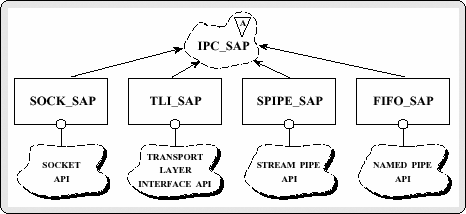 A
IPC_SAP
SOCK_SAP TLI_SAP SPIPE_SAP FIFO_SAP
SOCKET
API
TRANSPORT
LAYER
INTERFACE API
STREAM PIPE
API
NAMED PIPE
API